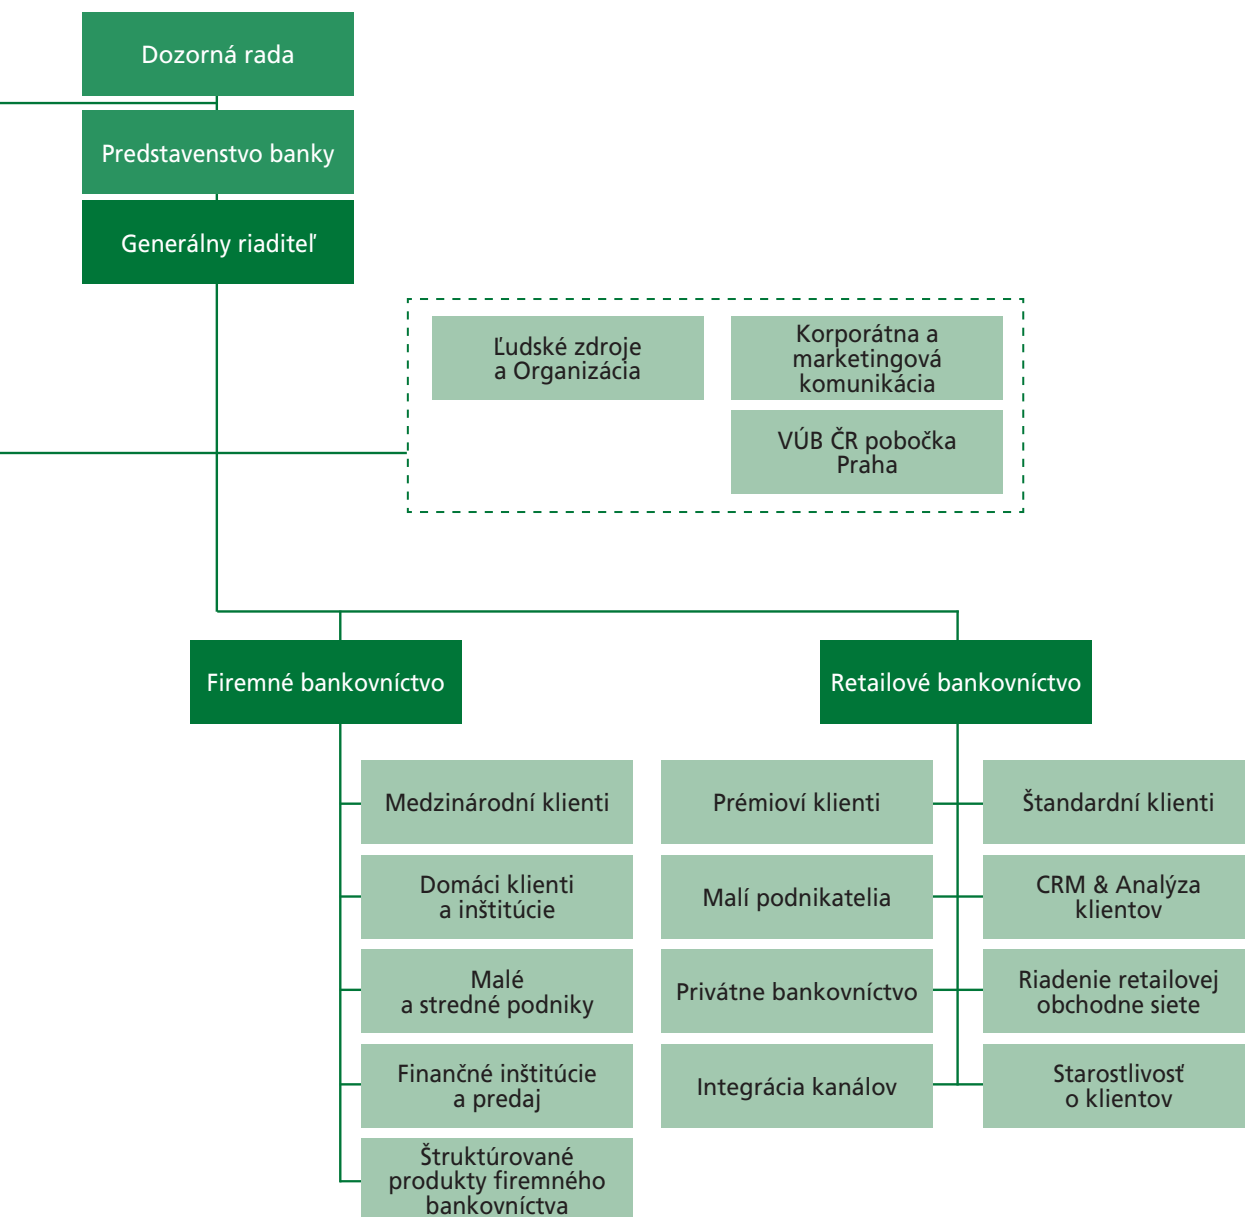 Dozorná rada
Predstavenstvo banky
Generálny riaditeľ
Ľudské zdroje
a Organizácia
Korporátna a
marketingová
komunikácia
VÚB ČR pobočka
Praha
Firemné bankovníctvo
Retailové bankovníctvo
Medzinárodní klienti
Domáci klienti
a inštitúcie
Malé
a stredné podniky
Finančné inštitúcie
a predaj
Štruktúrované
produkty firemného
bankovníctva
Prémioví klienti
Malí podnikatelia
Privátne bankovníctvo
Integrácia kanálov
Štandardní klienti
CRM & Analýza
klientov
Riadenie retailovej
obchodne siete
Starostlivosť
o klientov